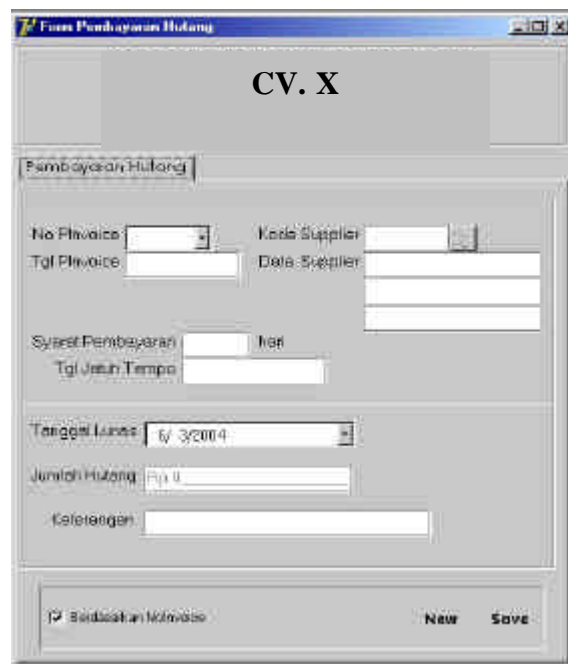 Form Pembayaran Hutang
CV. X
Pembayaran Hutang
No PInvoice
Kode Supplier
Tgl PInvoice
Data Supplier
Syarat Pembayaran
hari
Tgl Jatuh Tempo
Tanggal Lunas 6/ 3/2004
Jumlah Hutang Rp 0
Keterangan
Berdasarkan NoInvoice
New Save